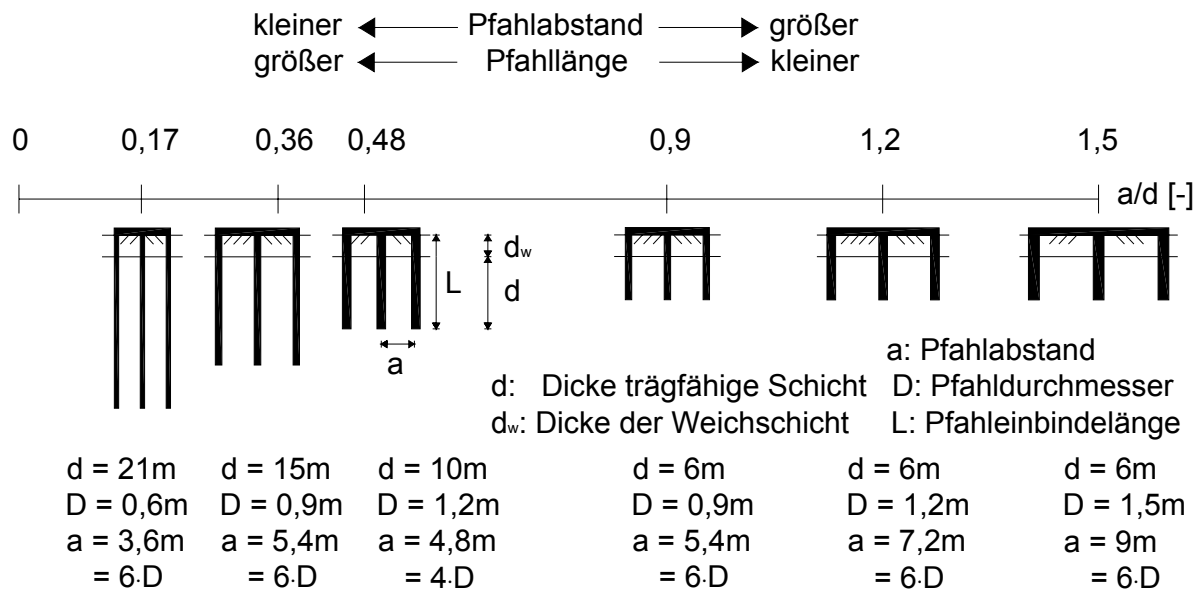 kleiner Pfahlabstand größer
größer Pfahllänge kleiner
0 0,17 0,36 0,48 0,9 1,2 1,5
a/d [-]
dw
L d
a
a: Pfahlabstand
d: Dicke trägfähige Schicht D: Pfahldurchmesser
dw: Dicke der Weichschicht L: Pfahleinbindelänge
d = 21m d = 15m d = 10m d = 6m d = 6m d = 6m
D = 0,6m D = 0,9m D = 1,2m D = 0,9m D = 1,2m D = 1,5m
a = 3,6m a = 5,4m a = 4,8m a = 5,4m a = 7,2m a = 9m
= 6·D = 6·D = 4·D = 6·D = 6·D = 6·D